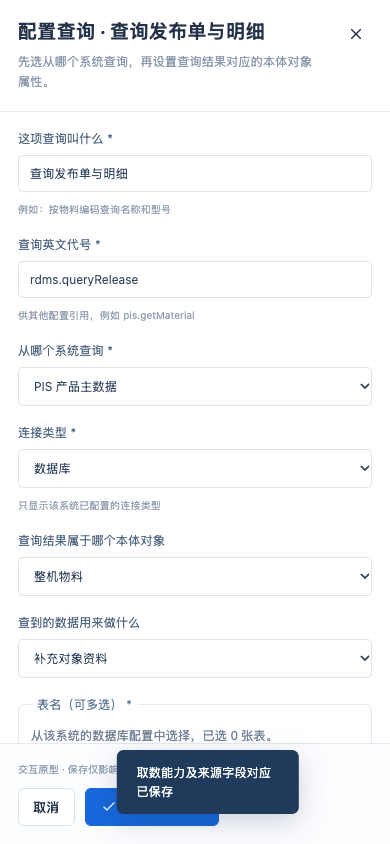 配置查询 · 查询发布单与明细
先选从哪个系统查询，再设置查询结果对应的本体对象
属性。
这项查询叫什么 *
查询发布单与明细
例如：按物料编码查询名称和型号
查询英文代号 *
rdms.queryRelease
供其他配置引用，例如 pis.getMaterial
从哪个系统查询 *
PIS 产品主数据
连接类型 *
数据库
只显示该系统已配置的连接类型
查询结果属于哪个本体对象
整机物料
查到的数据用来做什么
补充对象资料
表名（可多选） *
从该系统的数据库配置中选择，已选 0 张表。
交互原型 · 保存仅影响
取数能力及来源字段对应
已保存
取消